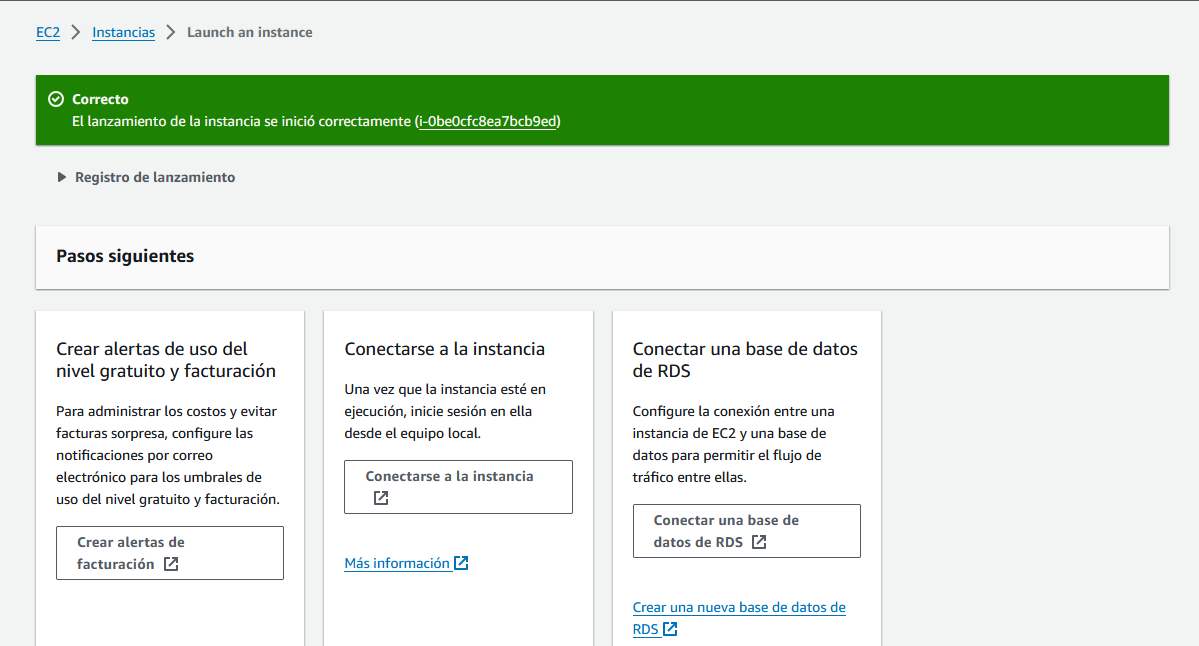 EC2 Instancias Launch an instance
Correcto
El lanzamiento de la instancia se inició correctamente (i-0be0cfc8ea7bcb9ed)
Registro de lanzamiento
Pasos siguientes
Crear alertas de uso del
nivel gratuito y facturación
Para administrar los costos y evitar
facturas sorpresa, configure las
notificaciones por correo
electrónico para los umbrales de
uso del nivel gratuito y facturación.
Crear alertas de
facturación
Conectarse a la instancia
Una vez que la instancia esté en
ejecución, inicie sesión en ella
desde el equipo local.
Conectarse a la instancia
Más información
Conectar una base de datos
de RDS
Configure la conexión entre una
instancia de EC2 y una base de
datos para permitir el flujo de
tráfico entre ellas.
Conectar una base de
datos de RDS
Crear una nueva base de datos de
RDS